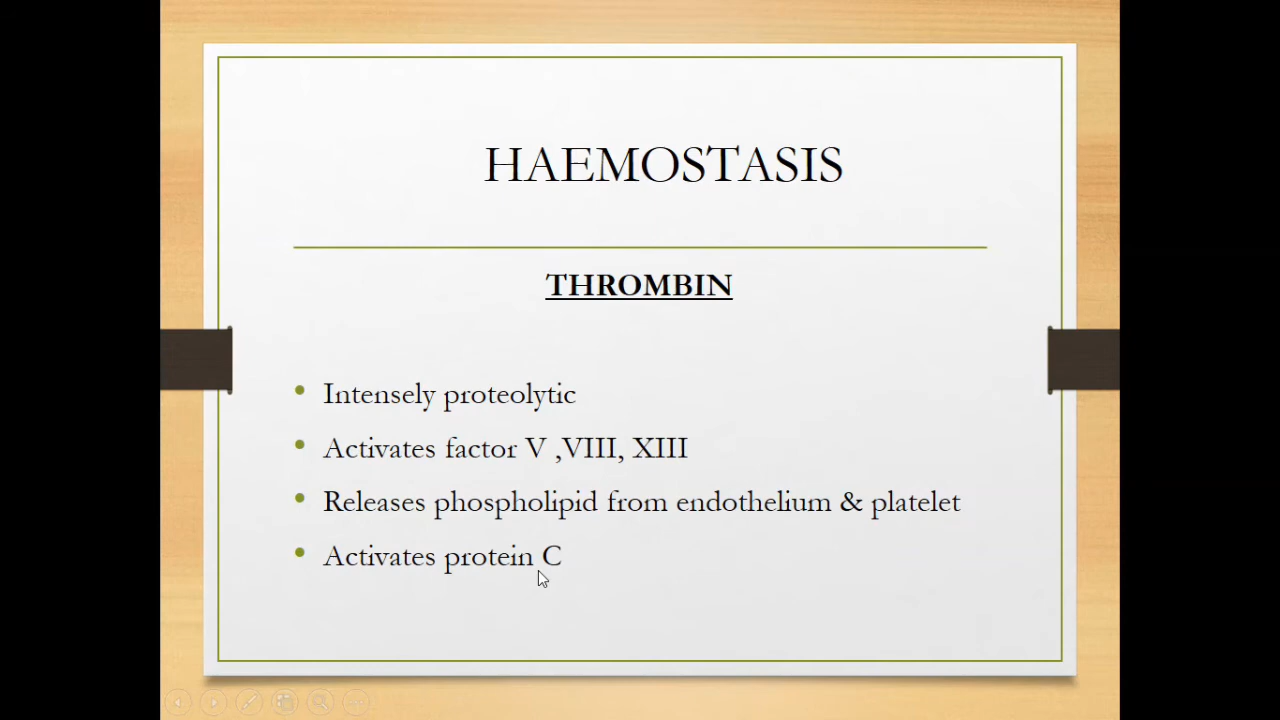 HAEMOSTASIS
THROMBIN
• Intensely proteolytic
• Activates factor V ,VIII, XIII
• Releases phospholipid from endothelium & platelet
• Activates protein C